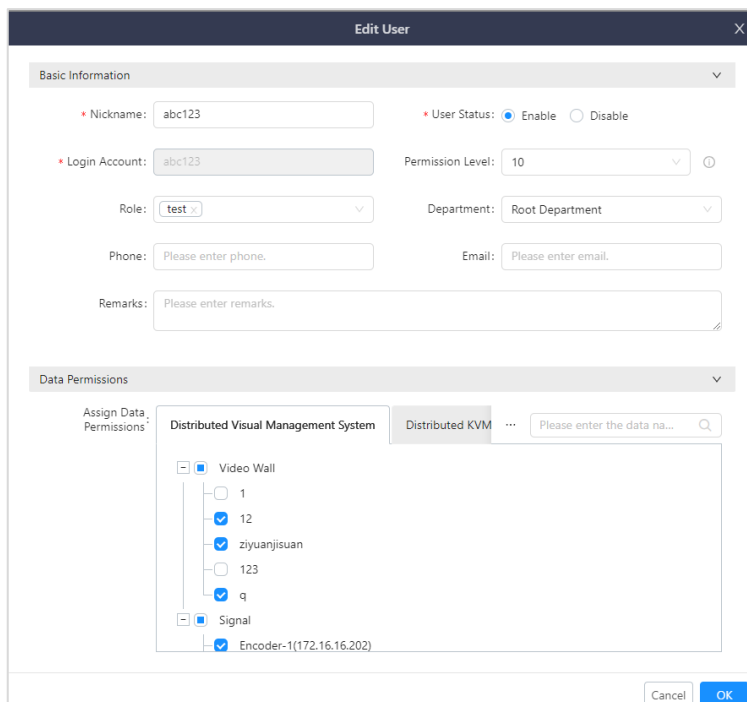 Edit User X
Basic Information
* Nickname: abc123 * User Status: Enable Disable
* Login Account: abc123 Permission Level: 10
Role: test × Department: Root Department
Phone: Please enter phone. Email: Please enter email.
Remarks: Please enter remarks.
Data Permissions
Assign Data Permissions: Distributed Visual Management System Distributed KVM ··· Please enter the data na...
Video Wall
1
12
ziyuanjisuan
123
q
Signal
Encoder-1(172.16.16.202)
Cancel OK